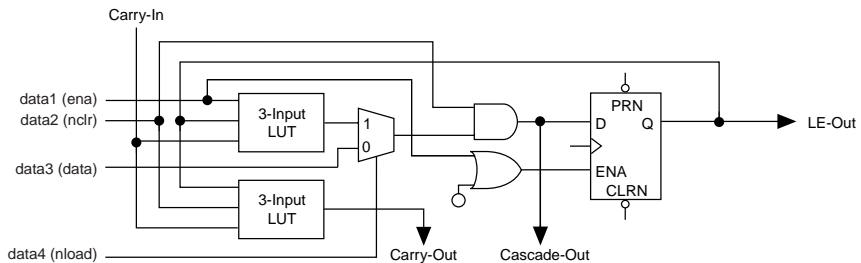 Carry-In
data1 (ena)
data2 (nclr)
3-Input
LUT
1
0
data3 (data)
3-Input
LUT
data4 (nload)
Carry-Out
Cascade-Out
PRN
D
Q
ENA
CLRN
LE-Out